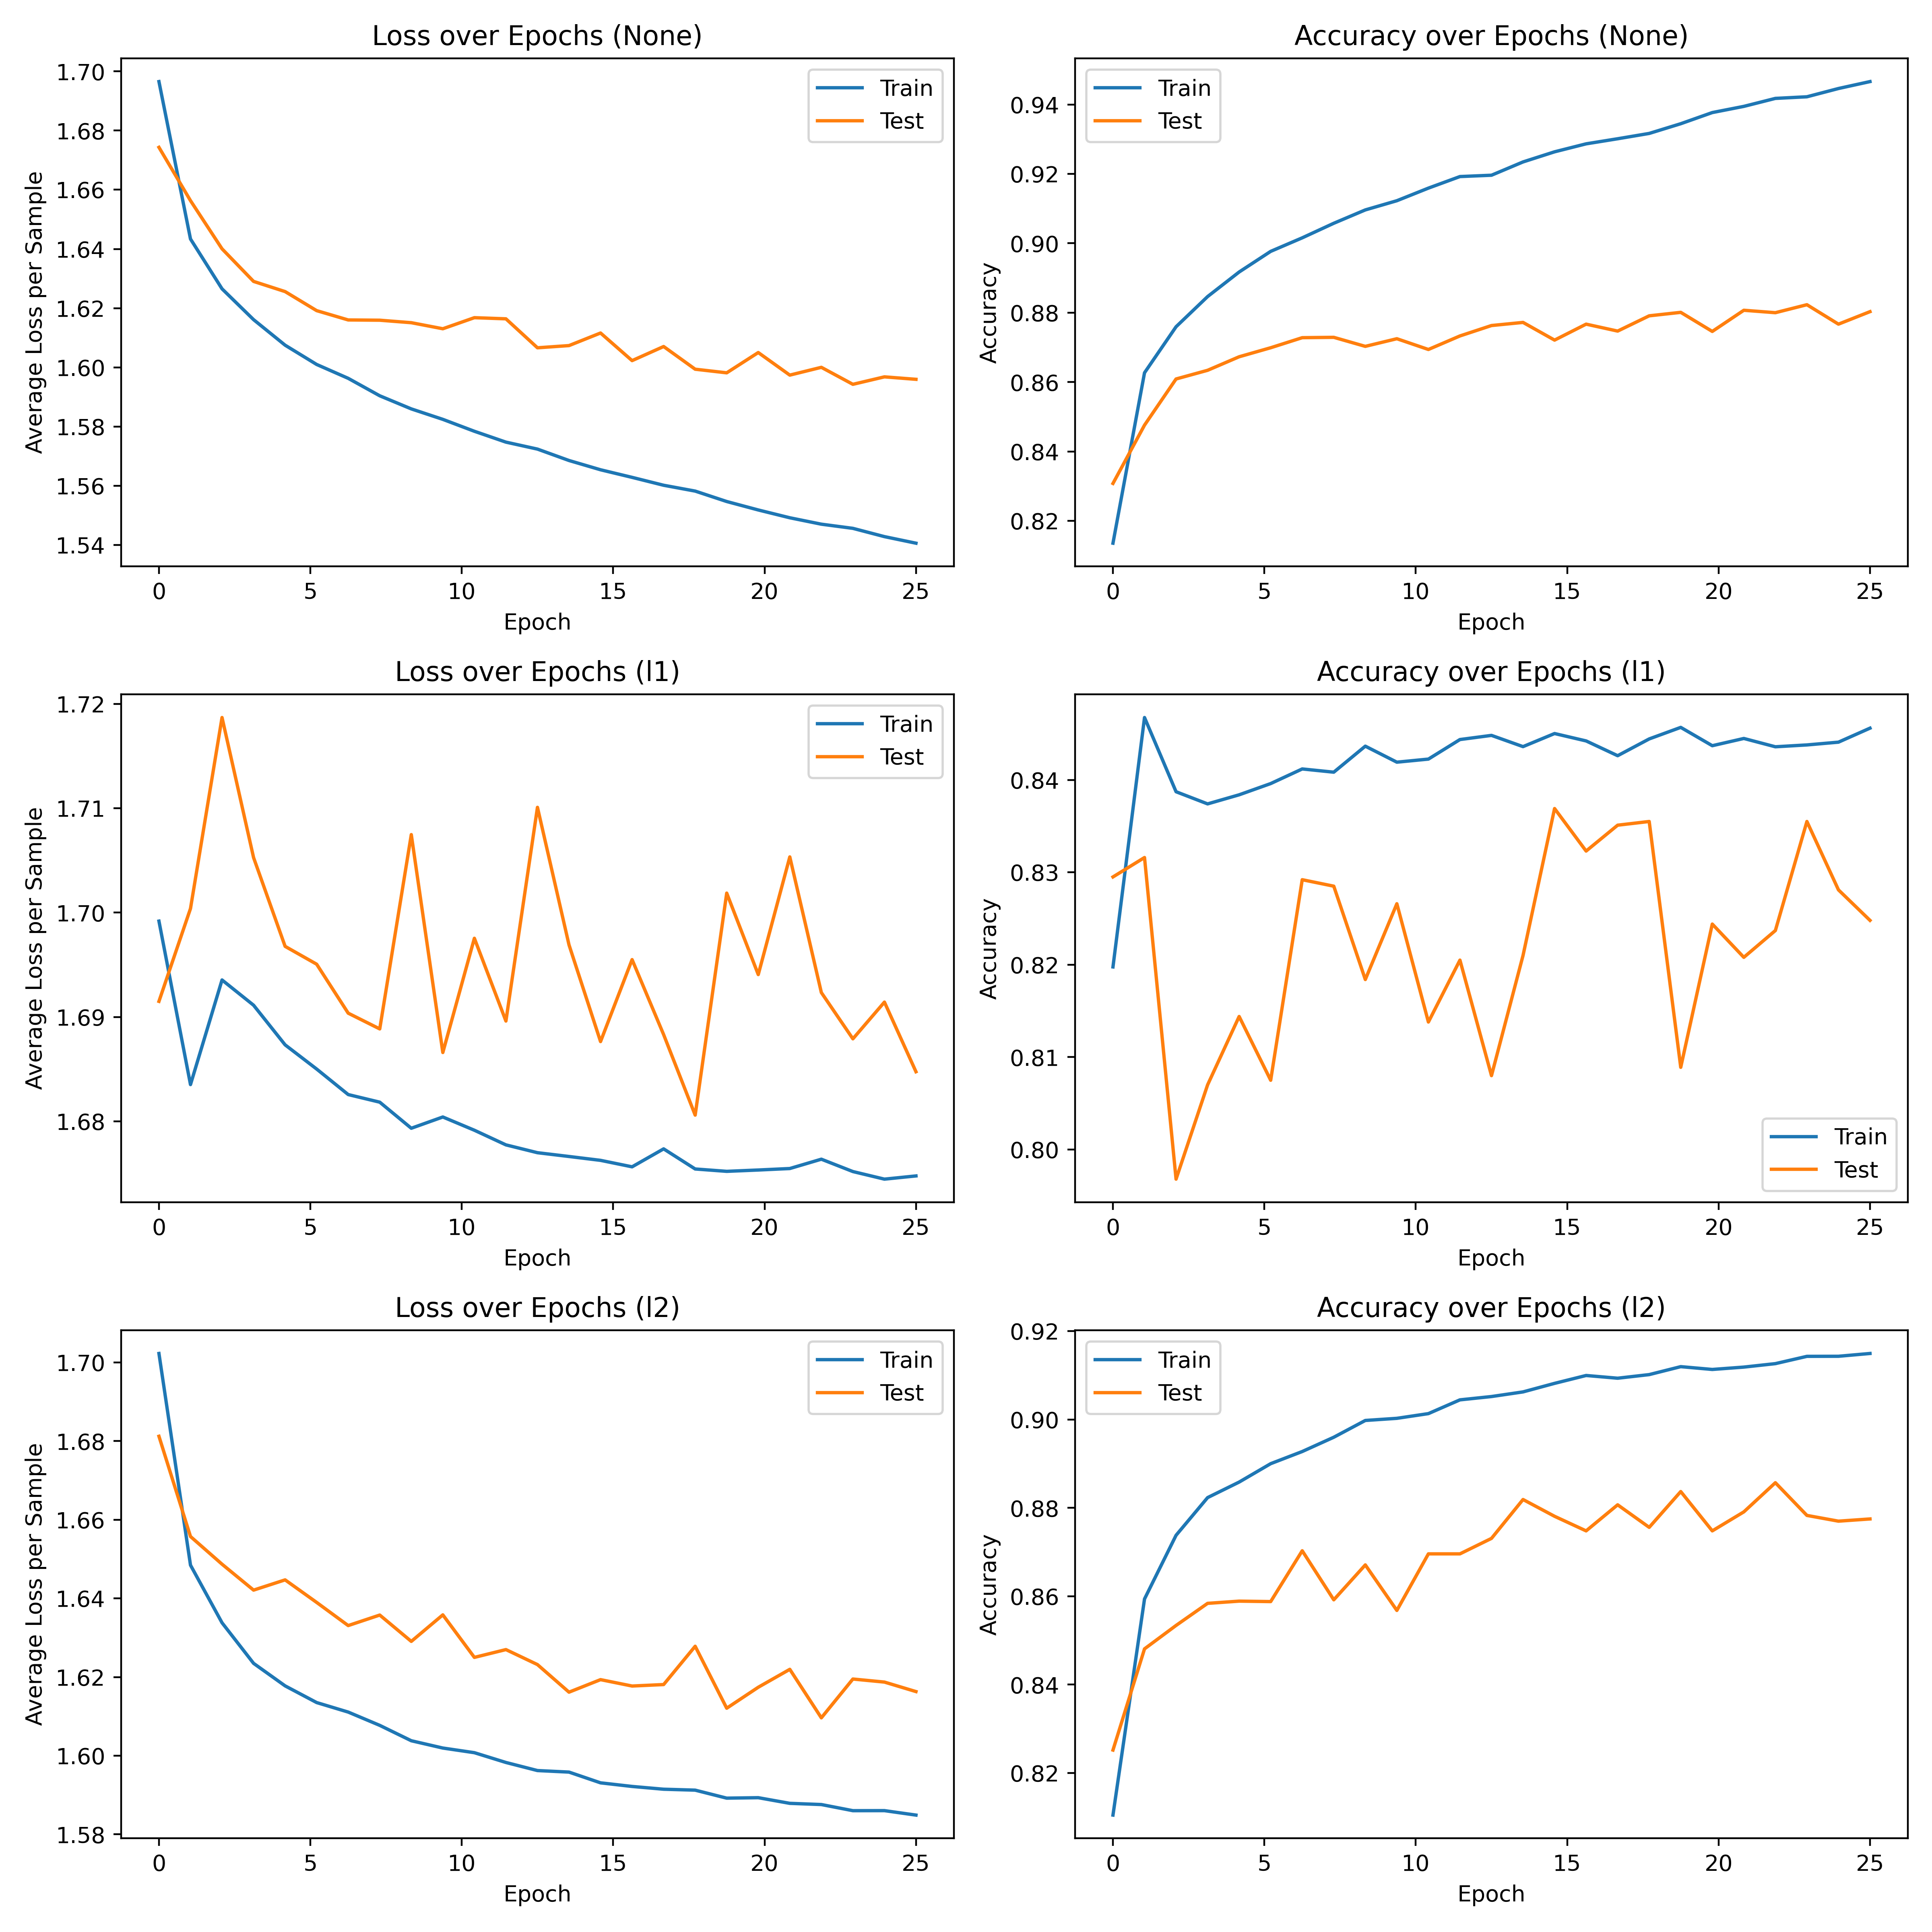 Loss over Epochs (None)
Average Loss per Sample
1.70
1.68
1.66
1.64
1.62
1.60
1.58
1.56
1.54
Train
Test
0 5 10 15 20 25
Epoch
Accuracy over Epochs (None)
Accuracy
0.94
0.92
0.90
0.88
0.86
0.84
0.82
Train
Test
0 5 10 15 20 25
Epoch
Loss over Epochs (l1)
Average Loss per Sample
1.72
1.71
1.70
1.69
1.68
Train
Test
0 5 10 15 20 25
Epoch
Accuracy over Epochs (l1)
Accuracy
0.84
0.83
0.82
0.81
0.80
Train
Test
0 5 10 15 20 25
Epoch
Loss over Epochs (l2)
Average Loss per Sample
1.70
1.68
1.66
1.64
1.62
1.60
1.58
Train
Test
0 5 10 15 20 25
Epoch
Accuracy over Epochs (l2)
Accuracy
0.92
0.90
0.88
0.86
0.84
0.82
Train
Test
0 5 10 15 20 25
Epoch